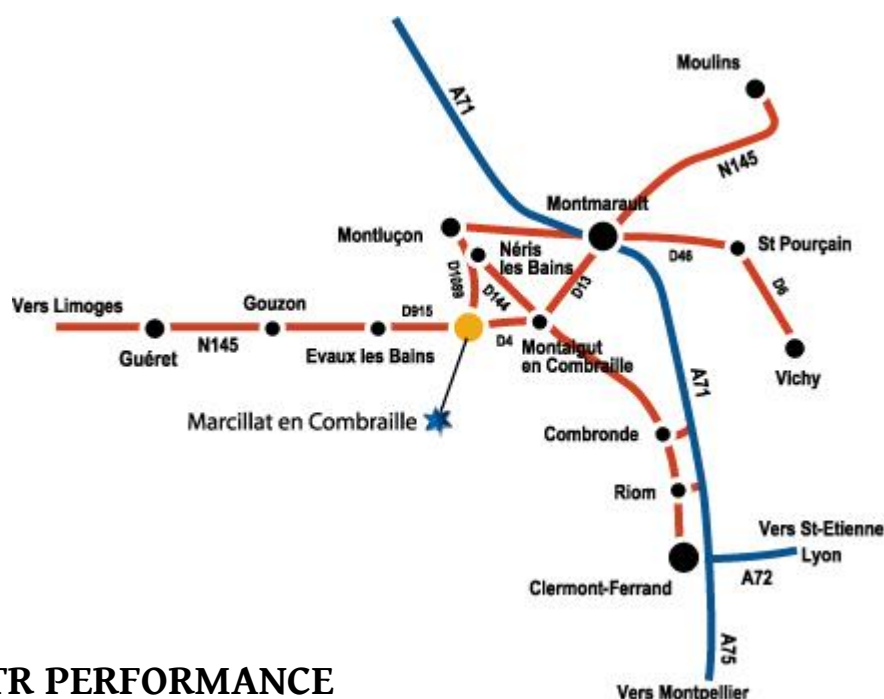 Moulins
A71
N145
Montmarault
Montluçon
Néris
les Bains
St Pourçain
D46
D1089
D144
D13
D6
Vers Limoges
Gouzon
D915
Guéret
N145
Evaux les Bains
D4
Montaigut
en Combraille
Vichy
A71
Marcillat en Combraille
Combronde
Riom
Vers St-Etienne
Lyon
A72
Clermont-Ferrand
A75
TR PERFORMANCE
Vers Montpellier